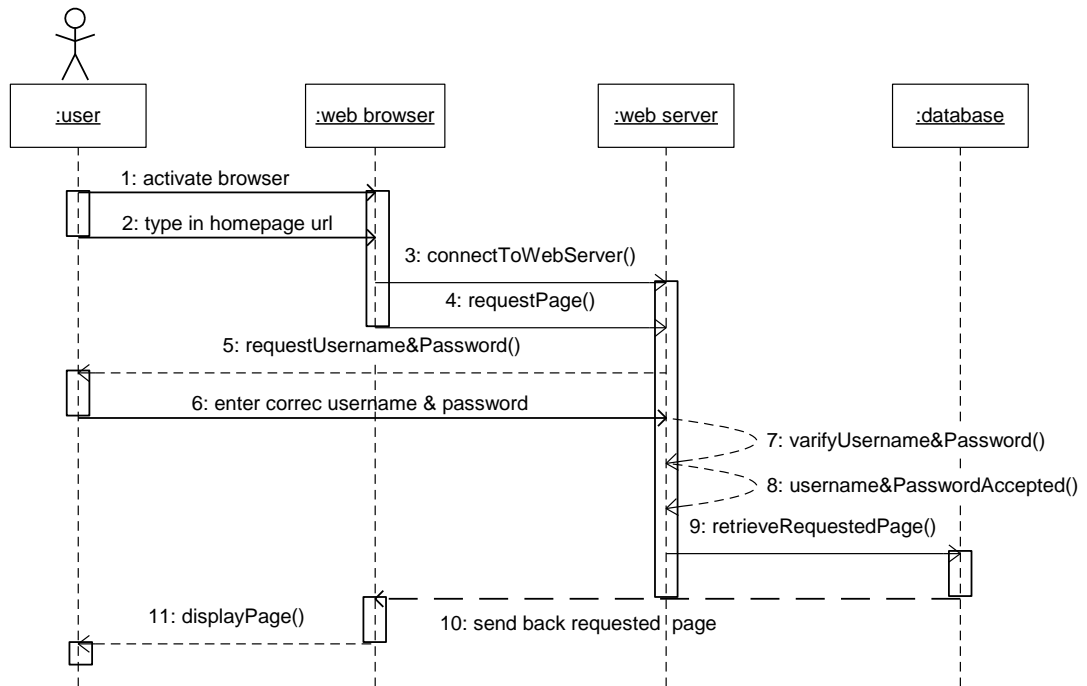 :user
:web browser
:web server
:database
1: activate browser
2: type in homepage url
3: connectToWebServer()
4: requestPage()
5: requestUsername&Password()
6: enter correc username & password
7: varifyUsername&Password()
8: username&PasswordAccepted()
9: retrieveRequestedPage()
10: send back requested page
11: displayPage()